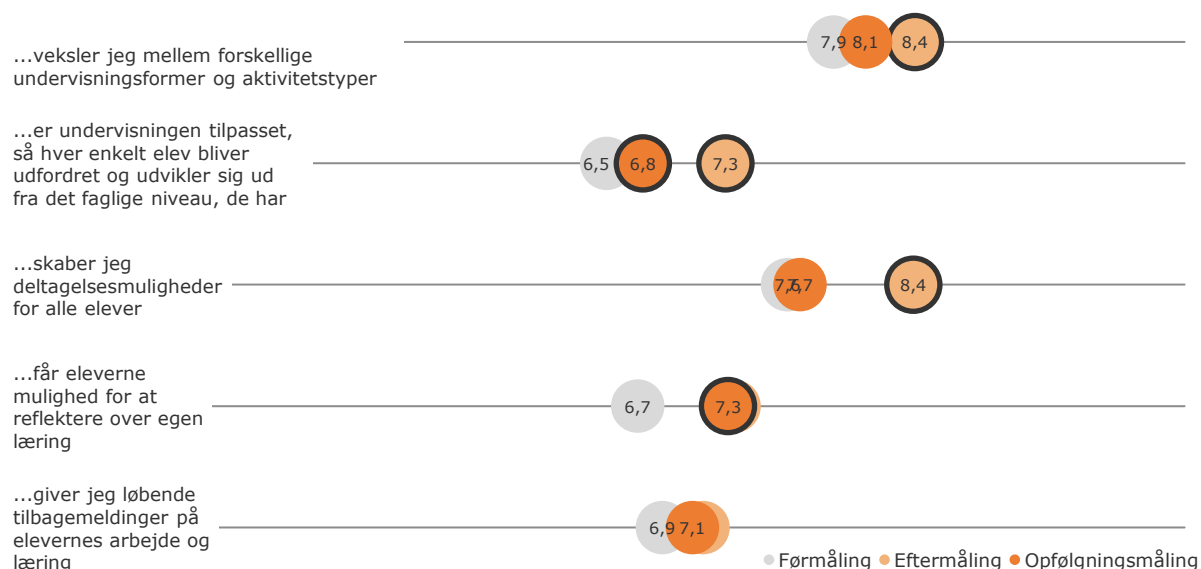 ...veksler jeg mellem forskellige
undervisningsformer og aktivitetstyper
7,9 8,1 8,4
...er undervisningen tilpasset,
så hver enkelt elev bliver
udfordret og udvikler sig ud
fra det faglige niveau, de har
6,5 6,8 7,3
...skaber jeg
deltagelsesmuligheder
for alle elever
7,7 8,4
...får eleverne
mulighed for at
reflektere over egen
læring
6,7 7,3
...giver jeg løbende
tilbagemeldinger på
elevernes arbejde og
læring
6,9 7,1
Førmåling Eftermåling Opfølgningsmåling